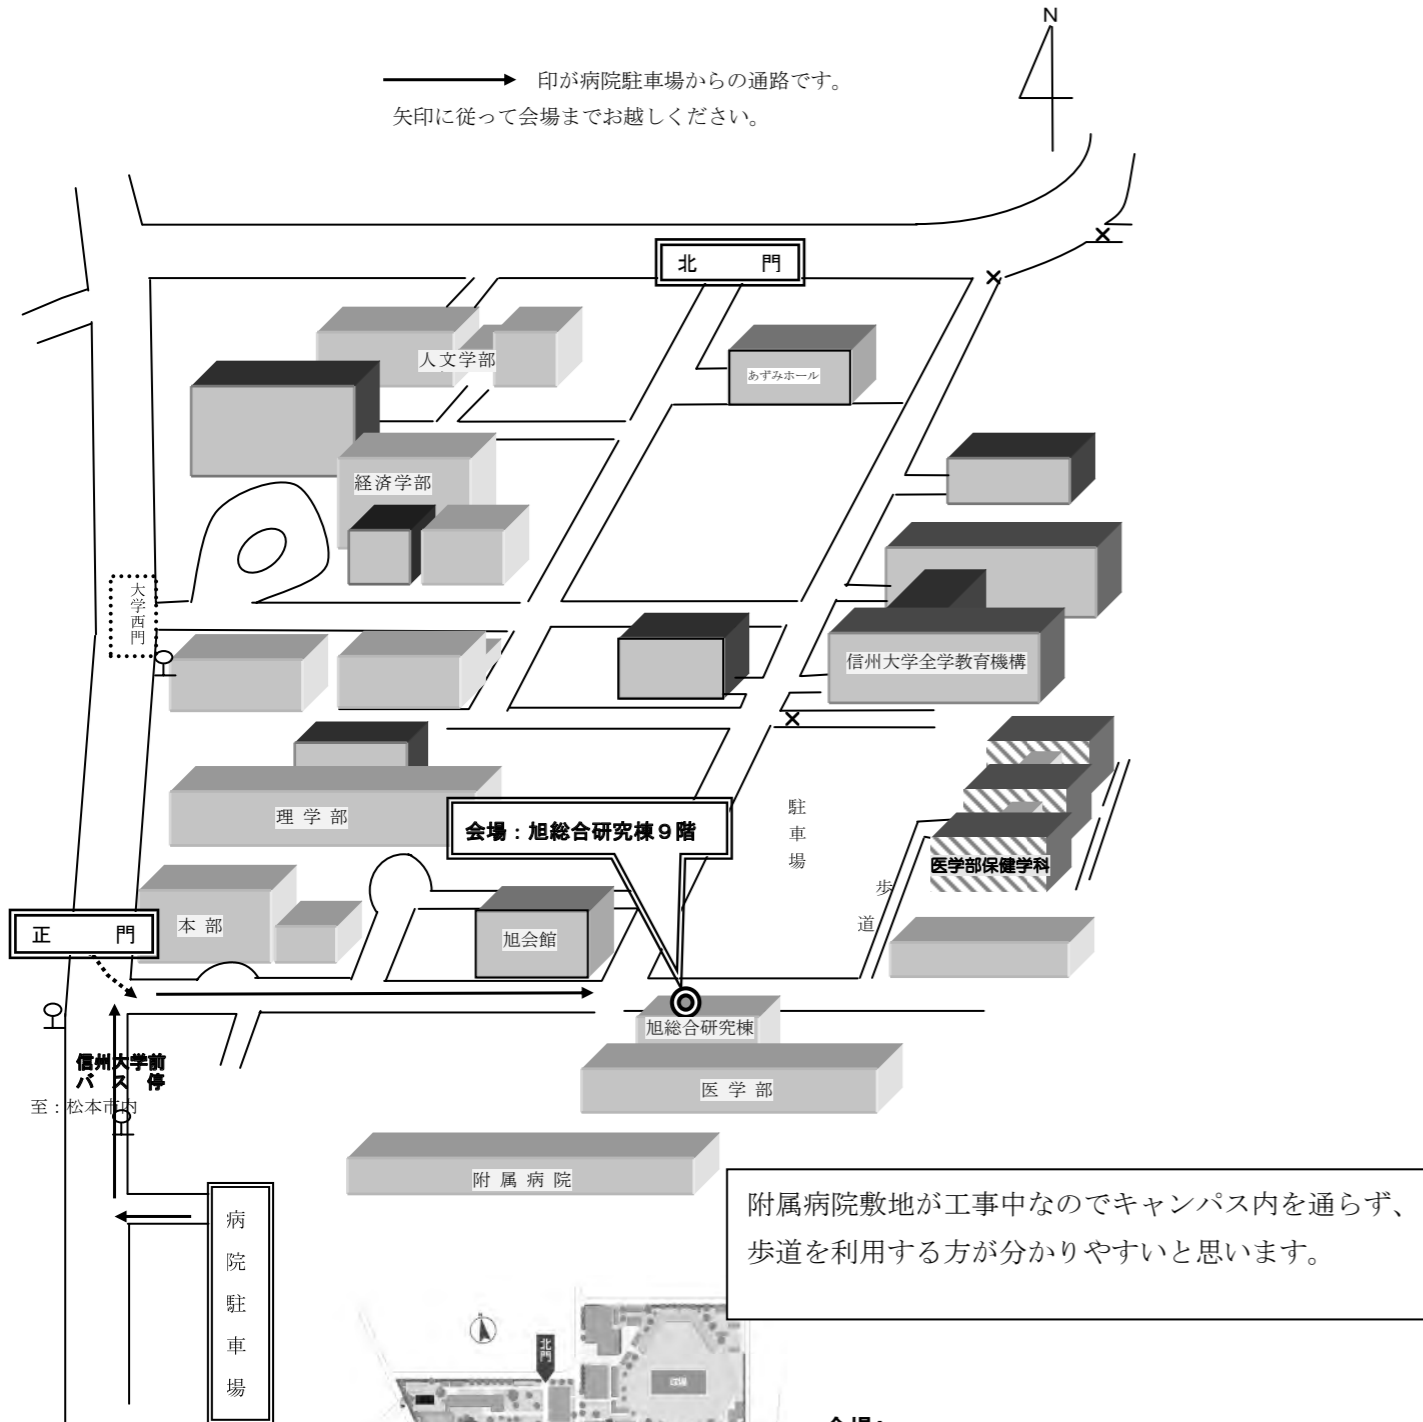 N
印が病院駐車場からの通路です。
矢印に従って会場までお越しください。
北 門
人文学部
あずみホール
経済学部
大学西門
信州大学全学教育機構
理学部
会場：旭総合研究棟９階
駐車場
医学部保健学科
歩道
本部
正 門
旭会館
旭総合研究棟
信州大学前
バス停
至：松本市内
医学部
附属病院
附属病院敷地が工事中なのでキャンパス内を通らず、
歩道を利用する方が分かりやすいと思います。
病院駐車場
北門